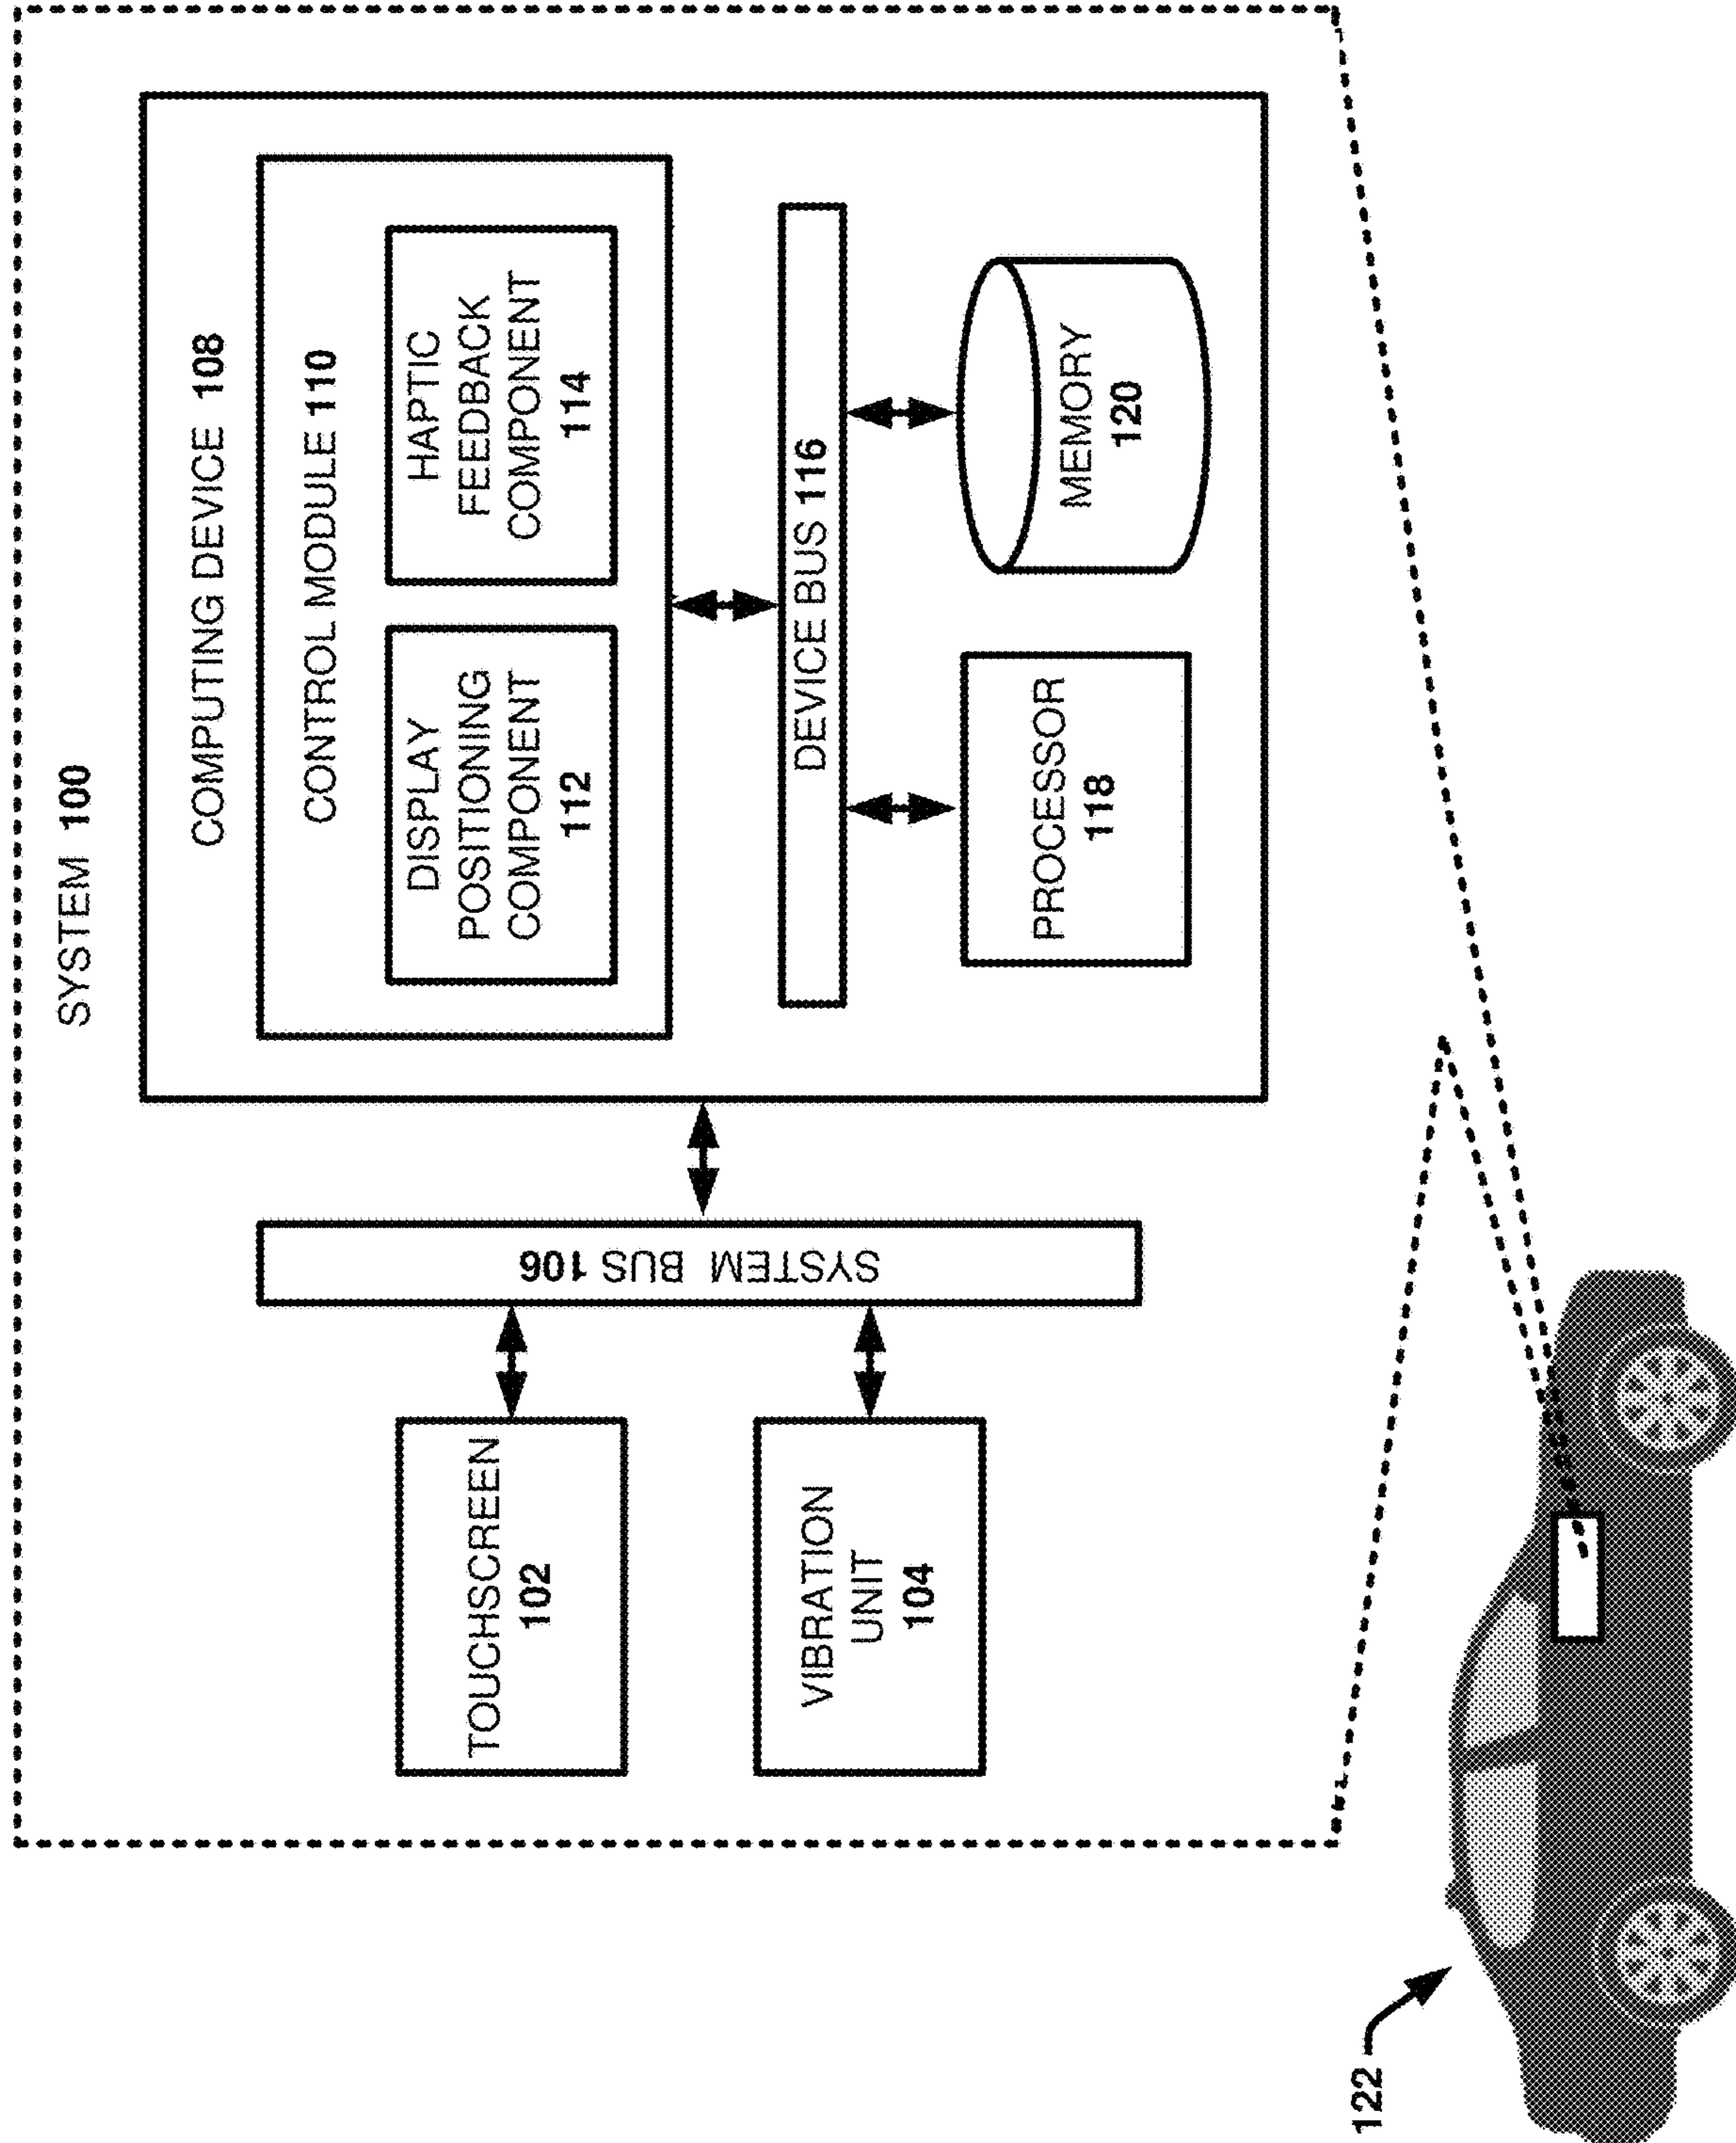 SYSTEM 100
COMPUTING DEVICE 108
CONTROL MODULE 110
DISPLAY
POSITIONING
COMPONENT
112
HAPTIC
FEEDBACK
COMPONENT
114
TOUCHSCREEN
102
SYSTEM BUS 106
DEVICE BUS 116
VIBRATION
UNIT
104
PROCESSOR
118
MEMORY
120
122